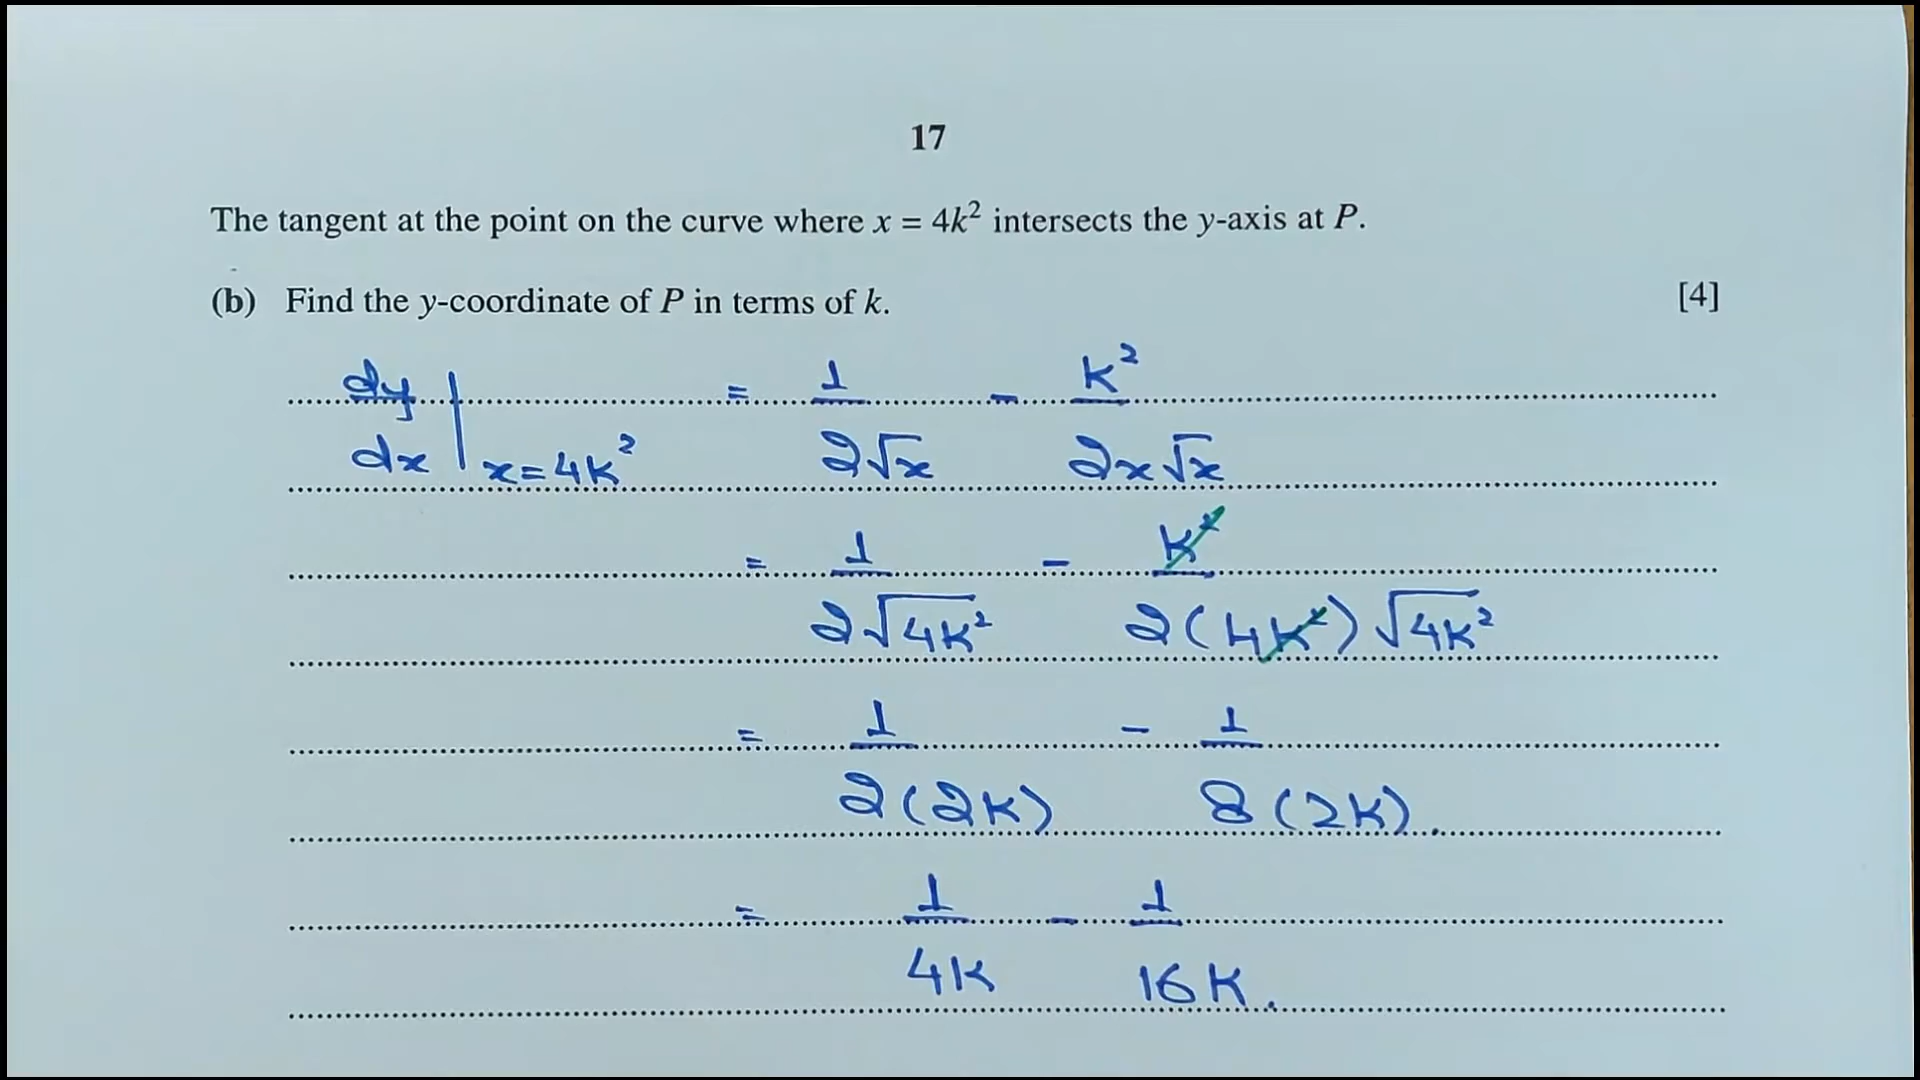 17
The tangent at the point on the curve where x = 4k² intersects the y-axis at P.
(b) Find the y-coordinate of P in terms of k. [4]
dy/dx | x=4K² = 1/2√x - K²/2x√x
= 1/2√4K² - K²/2(4K²)√4K²
= 1/2(2K) - 1/8(2K).
= 1/4K - 1/16K.